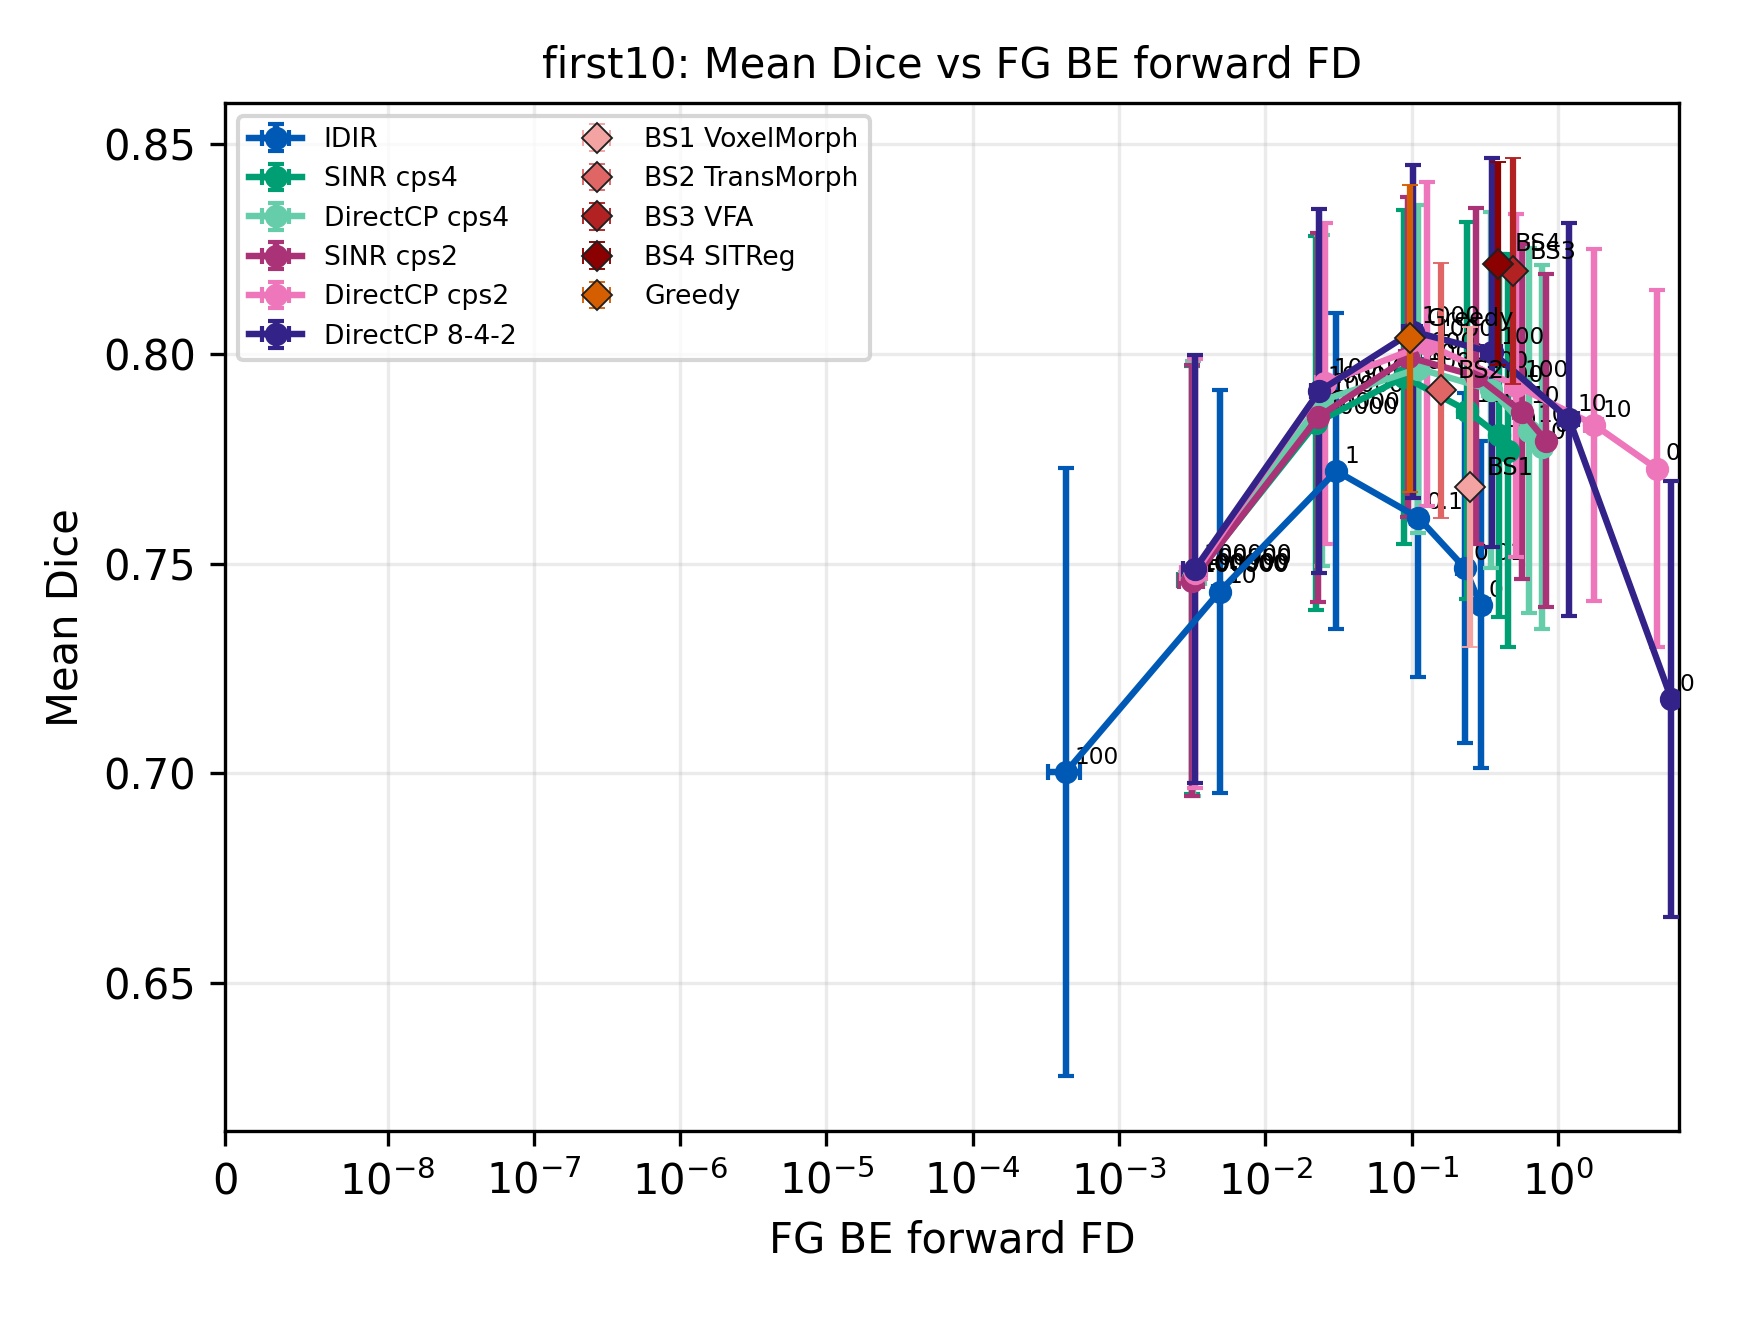 first10: Mean Dice vs FG BE forward FD
0.85
0.80
0.75
0.70
0.65
Mean Dice
IDIR
SINR cps4
DirectCP cps4
SINR cps2
DirectCP cps2
DirectCP 8-4-2
BS1 VoxelMorph
BS2 TransMorph
BS3 VFA
BS4 SITReg
Greedy
BS4
BS3
1000
Greedy
100
BS2
100
10
10
10
0
BS1
1
0.1
0
10
0
100
0
10⁻⁸
10⁻⁷
10⁻⁶
10⁻⁵
10⁻⁴
10⁻³
10⁻²
10⁻¹
10⁰
FG BE forward FD